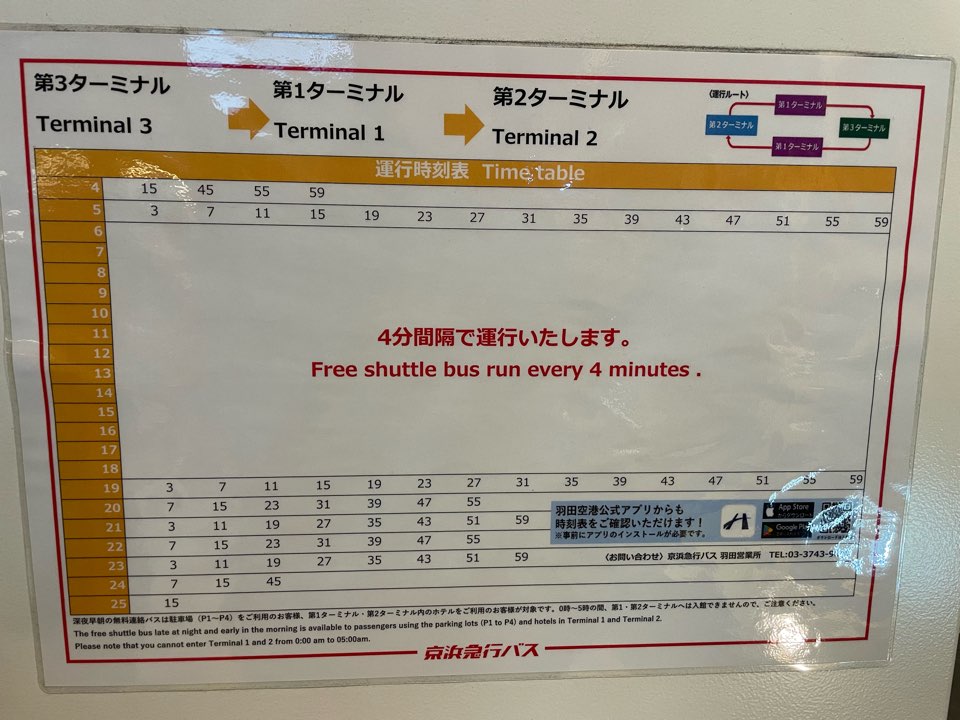 第3ターミナル 第1ターミナル 第2ターミナル
Terminal 3 Terminal 1 Terminal 2
〈運行ルート〉
第1ターミナル
第2ターミナル 第3ターミナル
第1ターミナル
運行時刻表 Time table
4 15 45 55 59
5 3 7 11 15 19 23 27 31 35 39 43 47 51 55 59
6
7
8
9
10
11
12
13
14
15
16
17
18
4分間隔で運行いたします。
Free shuttle bus run every 4 minutes .
19 3 7 11 15 19 23 27 31 35 39 43 47 51 55 59
20 7 15 23 31 39 47 55
21 3 11 19 27 35 43 51 59
22 7 15 23 31 39 47 55
23 3 11 19 27 35 43 51 59
24 7 15 45
25 15
羽田空港公式アプリからも
時刻表をご確認いただけます！
※事前にアプリのインストールが必要です。
App Store
からダウンロード
Google Play
〈お問い合わせ〉京浜急行バス 羽田営業所 TEL:03-3743-
深夜早朝の無料連絡バスは駐車場（P1～P4）をご利用のお客様、第1ターミナル・第2ターミナル内のホテルをご利用のお客様が対象です。0時～5時の間、第1・第2ターミナルへは入館できませんので、ご注意ください。
The free shuttle bus late at night and early in the morning is available to passengers using the parking lots (P1 to P4) and hotels in Terminal 1 and Terminal 2.
Please note that you cannot enter Terminal 1 and 2 from 0:00 am to 05:00am.
京浜急行バス